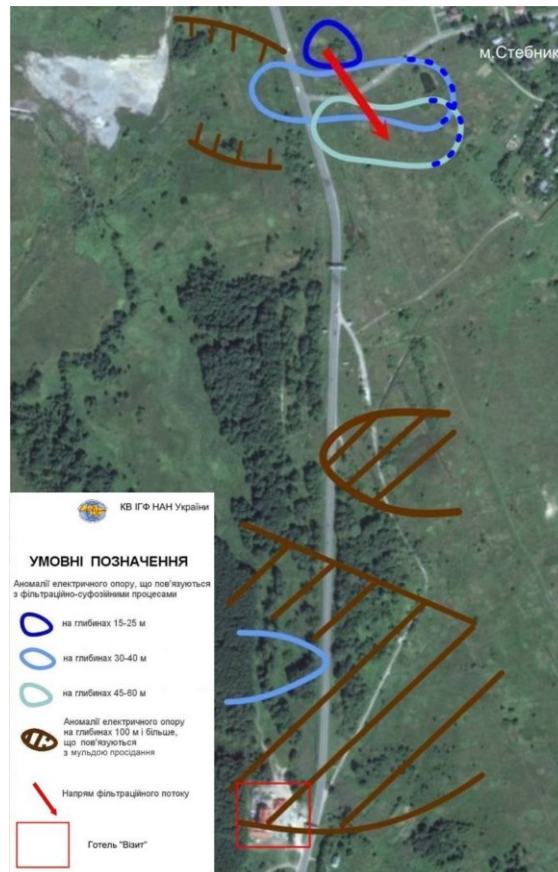 м.Стебник
КВ ІГФ НАН України
УМОВНІ ПОЗНАЧЕННЯ
Аномалії електричного опору, що пов'язуються
з фільтраційно-суфозійними процесами
на глибинах 15-25 м
на глибинах 30-40 м
на глибинах 45-60 м
Аномалії електричного опору
на глибинах 100 м і більше,
що пов'язуються
з мульдою просідання
Напрям фільтраційного потоку
Готель "Візит"